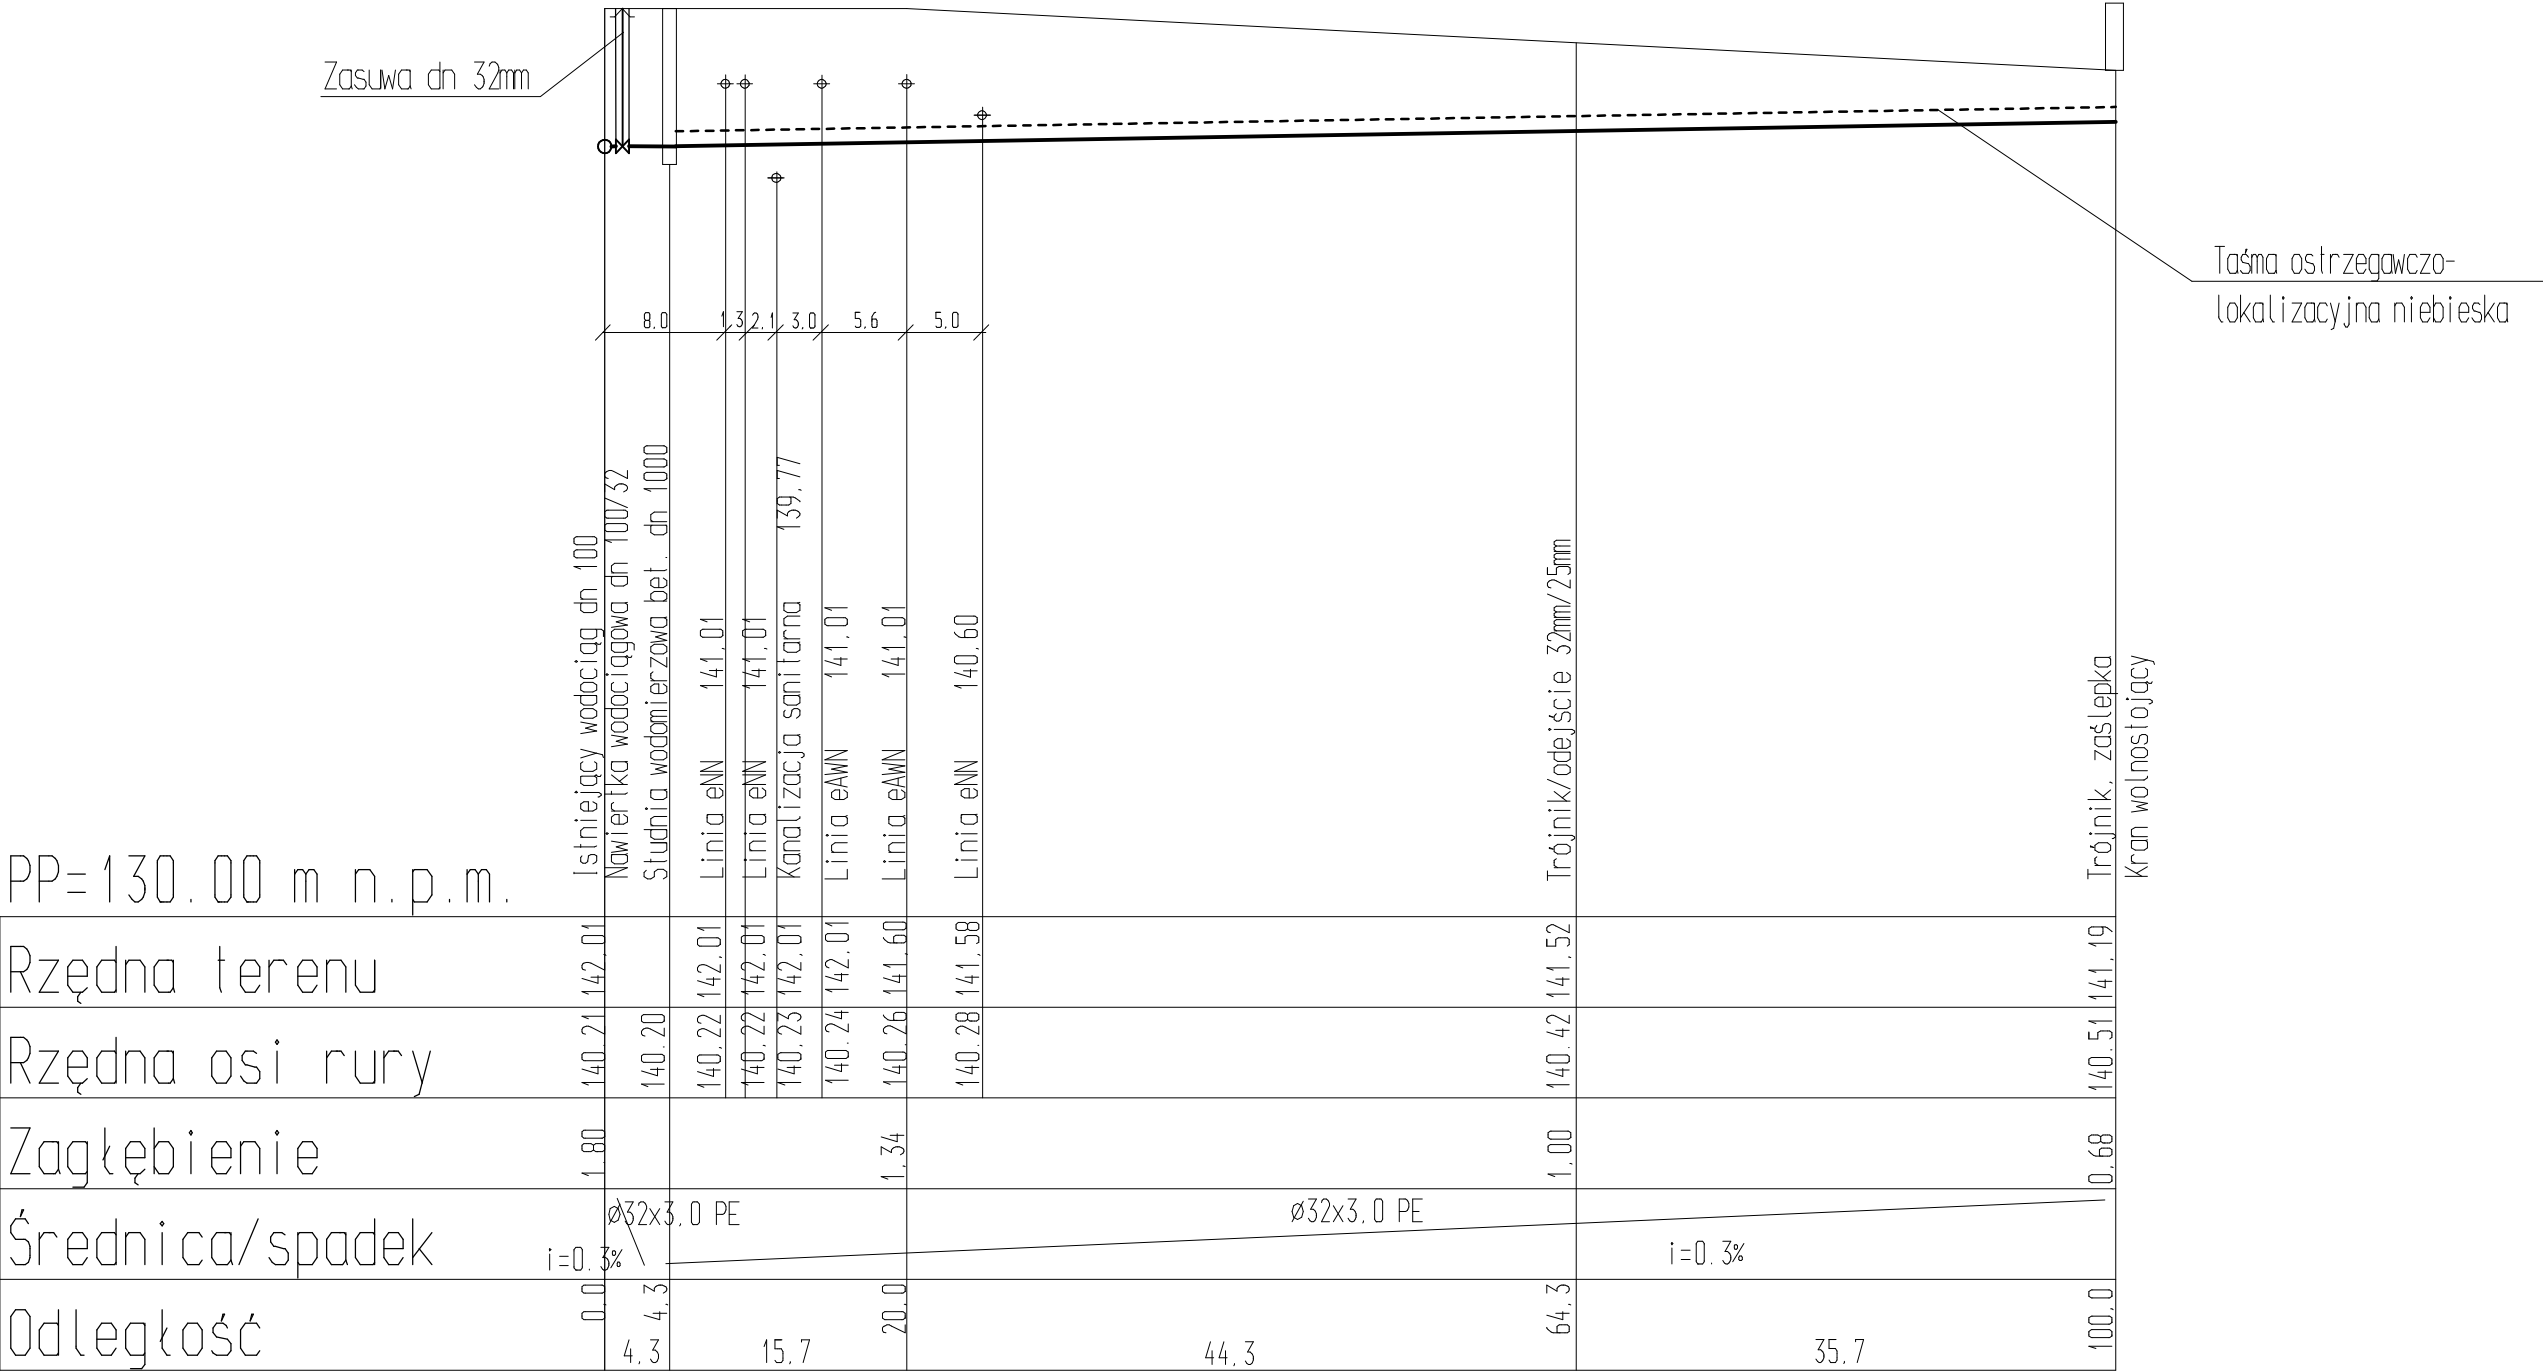 Zasuwa dn 32mm
Taśma ostrzegawczo-
lokalizacyjna niebieska
8,0 1,3 2,1 3,0 5,6 5,0
Istniejący wodociąg dn 100
Nawiertka wodociągowa dn 100/32
Studnia wodomierzowa bet. dn 1000
Linia eNN 141,01
Linia eNN 141,01
Kanalizacja sanitarna 139,77
Linia eAWN 141,01
Linia eAWN 141,01
Linia eNN 140,60
Trójnik/odejście 32mm/25mm
Trójnik, zaślepka
Kran wolnostojący
PP=130.00 m n.p.m.
Rzędna terenu 142,01 142,01 142,01 142,01 142,01 141,60 141,58 141,52 141,19
Rzędna osi rury 140.21 140.20 140,22 140,22 140,23 140.24 140.26 140.28 140.42 140.51
Zagłębienie 1,80 1,34 1,00 0,68
Średnica/spadek ø32x3,0 PE i=0.3% ø32x3,0 PE i=0.3%
Odległość 0,0 4,3 20,0 64,3 100,0
4,3 15,7 44,3 35,7